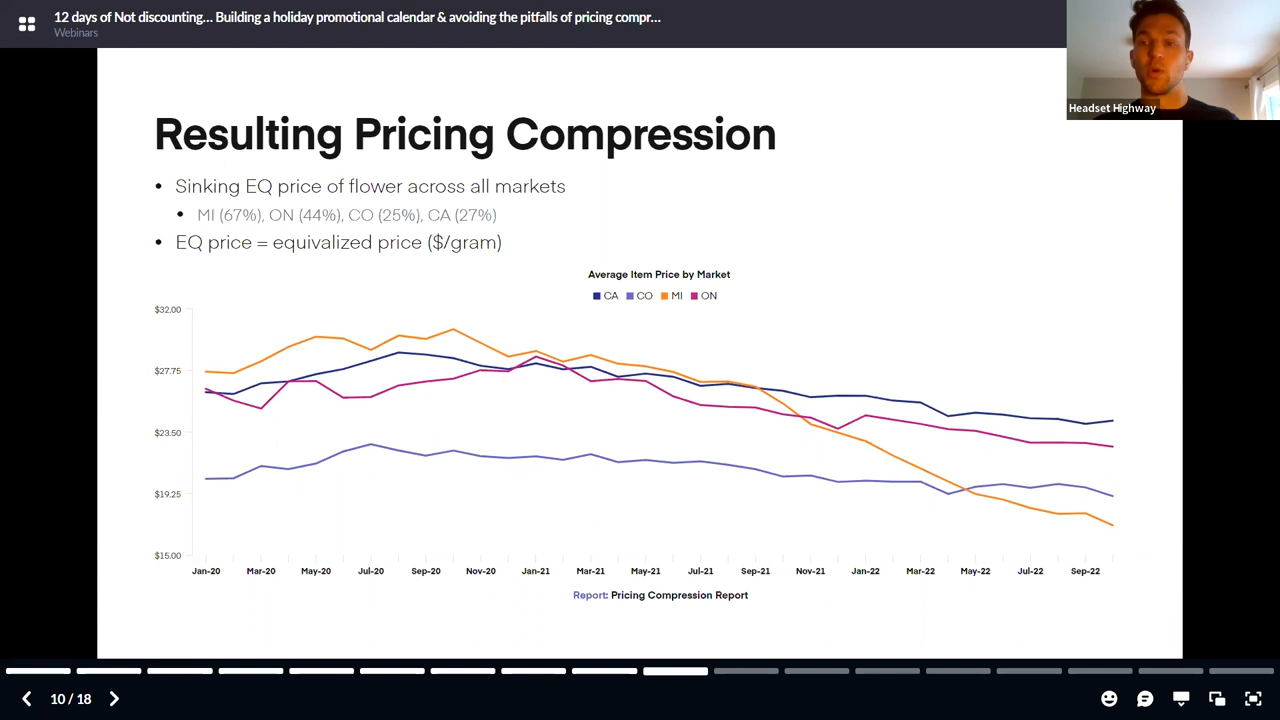 12 days of Not discounting... Building a holiday promotional calendar & avoiding the pitfalls of pricing compr...
Webinars
Headset Highway
Resulting Pricing Compression
• Sinking EQ price of flower across all markets
• MI (67%), ON (44%), CO (25%), CA (27%)
• EQ price = equivalized price ($/gram)
Average Item Price by Market
CA CO MI ON
$32.00
$27.75
$23.50
$19.25
$15.00
Jan-20 Mar-20 May-20 Jul-20 Sep-20 Nov-20 Jan-21 Mar-21 May-21 Jul-21 Sep-21 Nov-21 Jan-22 Mar-22 May-22 Jul-22 Sep-22
Report: Pricing Compression Report
10 / 18